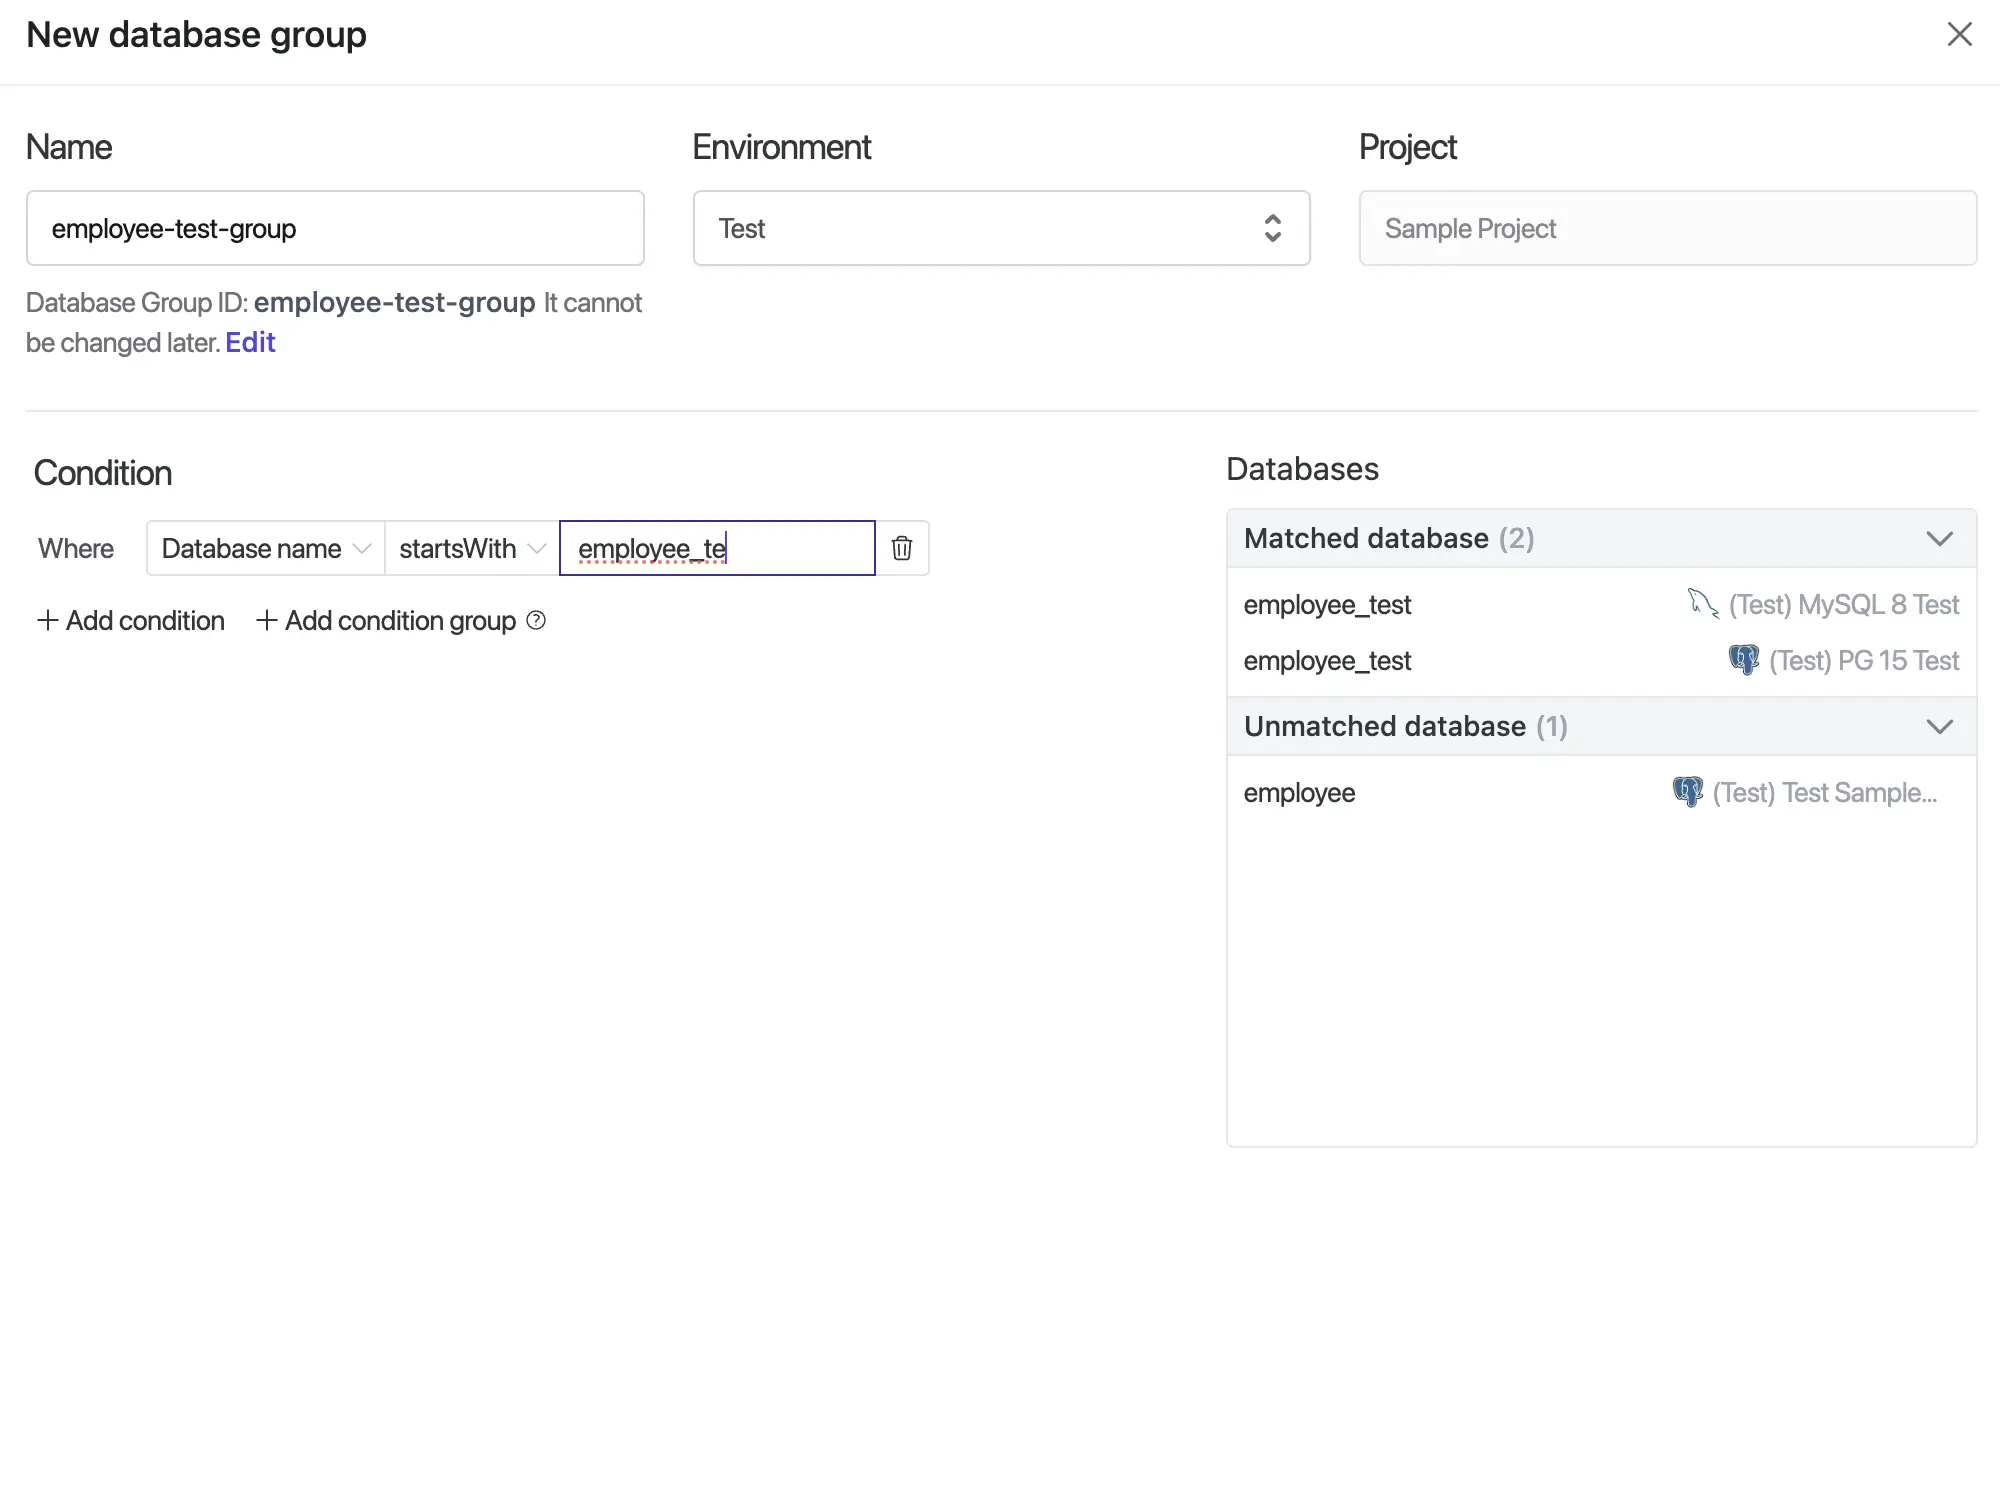 New database group
Name
Environment
Project
employee-test-group
Test
Sample Project
Database Group ID: employee-test-group It cannot
be changed later. Edit
Condition
Databases
Where
Database name
startsWith
employee_te
Matched database (2)
employee_test
(Test) MySQL 8 Test
+ Add condition
+ Add condition group
employee_test
(Test) PG 15 Test
Unmatched database (1)
employee
(Test) Test Sample...